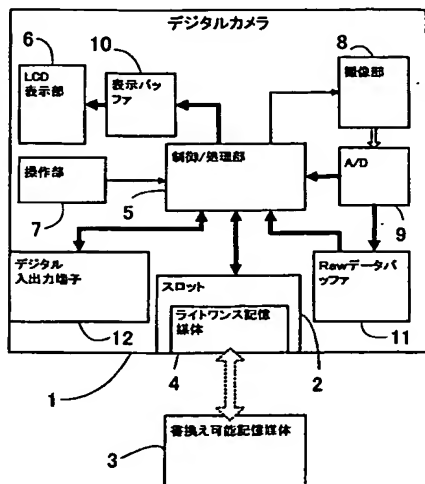 デジタルカメラ
6
10
8
LCD
表示部
表示バッ
ファ
撮像部
操作部
制御/処理部
A/D
7
5
9
デジタル
入出力端子
スロット
ライトワンス記憶
媒体
Rawデータバ
ッファ
12
4
2
11
1
3
書換え可能記憶媒体